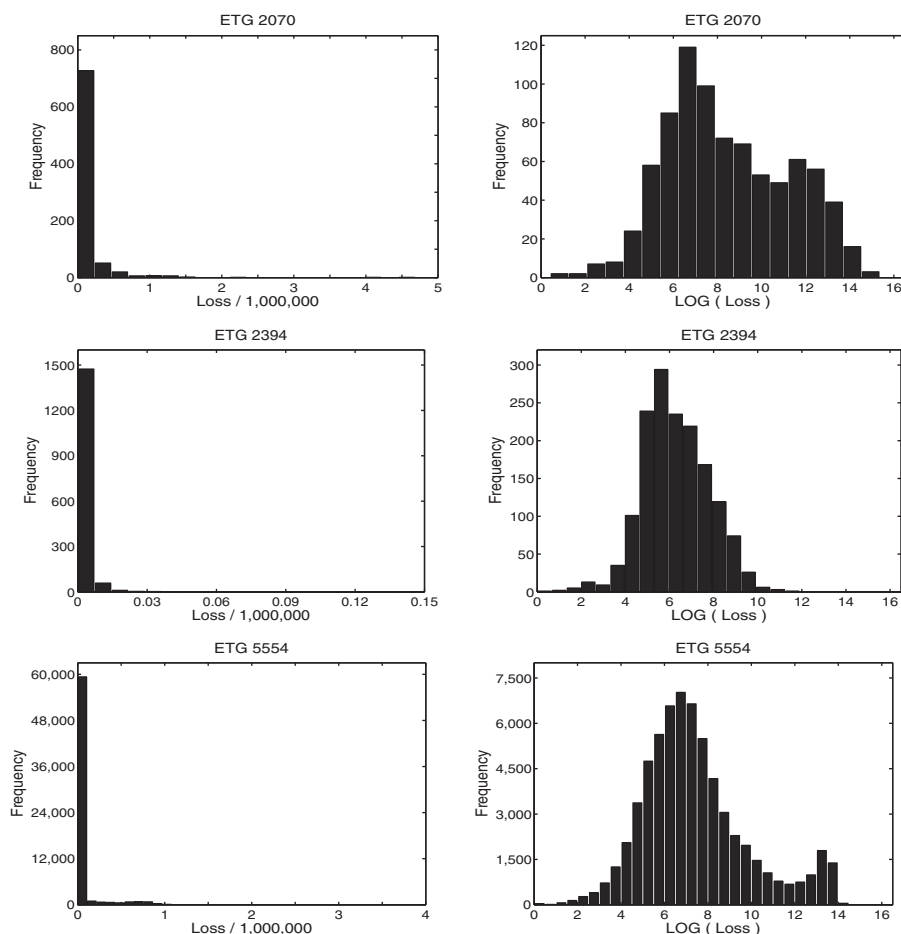 ETG 2070
800
600
400
200
0
Frequency
0 1 2 3 4 5
Loss / 1,000,000
ETG 2070
120
100
80
60
40
20
0
Frequency
0 2 4 6 8 10 12 14 16
LOG ( Loss )
ETG 2394
1500
1200
900
600
300
0
Frequency
0 0.03 0.06 0.09 0.12 0.15
Loss / 1,000,000
ETG 2394
300
250
200
150
100
50
0
Frequency
0 2 4 6 8 10 12 14 16
LOG ( Loss )
ETG 5554
60,000
48,000
36,000
24,000
12,000
0
Frequency
0 1 2 3 4
Loss / 1,000,000
ETG 5554
7,500
6,000
4,500
3,000
1,500
0
Frequency
0 2 4 6 8 10 12 14 16
LOG ( Loss )